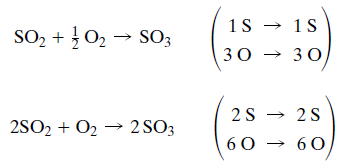 SO₂ + ½ O₂ → SO₃ (1 S → 1 S
3 O → 3 O)
2SO₂ + O₂ → 2 SO₃ (2 S → 2 S
6 O → 6 O)